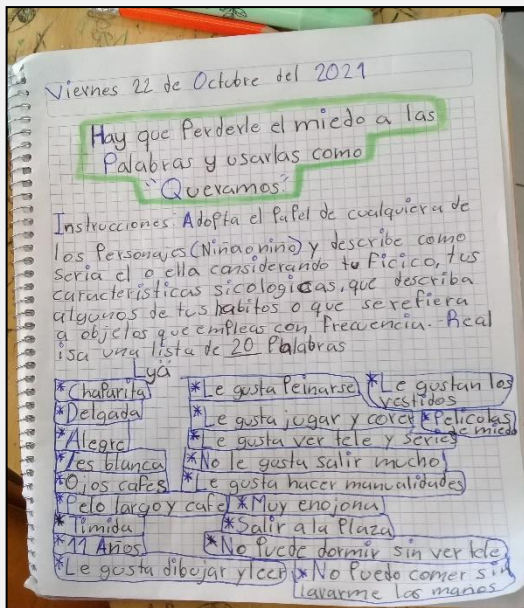 Viernes 22 de Octubre del 2021
Hay que Perderle el miedo a las
Palabras y usarlas como
"Queramos"
Instrucciones: Adopta el Papel de cualquiera de
los Personajes (Niña o nino) y describe como
seria el o ella considerando tu ficico, tus
caracteristicas sicologicas, que describa
algunos de tus habitos o que se refiera
a objetos que empleas con frecuencia.-Real
isa una lista de 20 Palabras
Lyä
*Chaparita
*Delgada
*Alegre
*Tes blanca
*Ojos cafes
*Pelo largo y cafe
*Timida
*11 Años
*Le gusta dibujar y leer
*Le gusta Peinarse
*Le gusta jugar y correr
*Le gusta ver tele y series
*No le gusta salir mucho
*Le gusta hacer manualidades
*Muy enojona
*Salir a la Plaza
*No Puede dormir sin ver tele
*No Puedo comer sin
lavarme las manos
*Le gustan los
vestidos
*Peliculas
de miedo